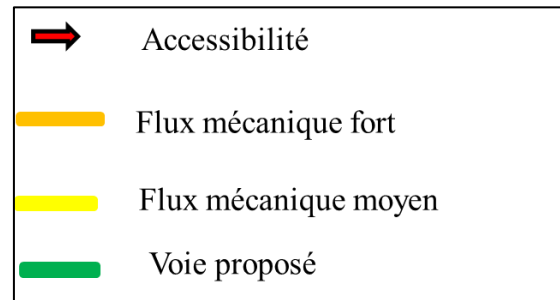 Accessibilité
Flux mécanique fort
Flux mécanique moyen
Voie proposé